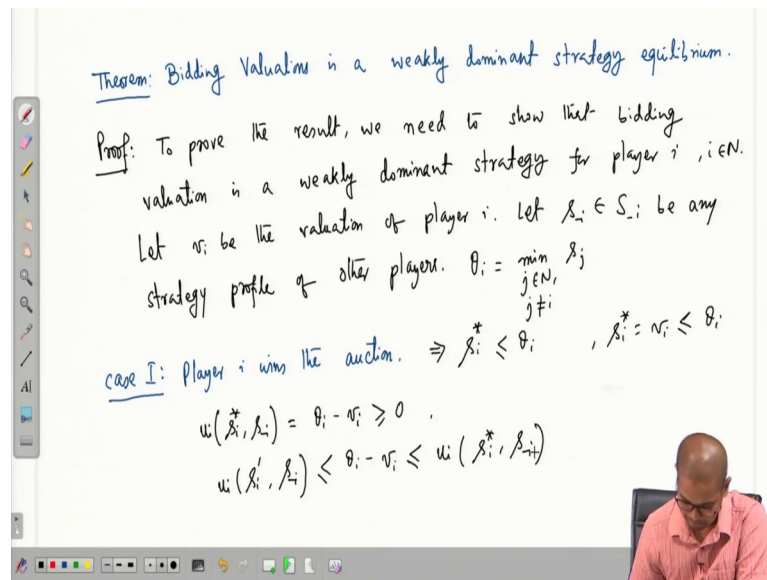 Theorem: Bidding Valuations is a weakly dominant strategy equilibrium.
Proof: To prove the result, we need to show that bidding
valuation is a weakly dominant strategy for player i, i∈N.
Let vᵢ be the valuation of player i. Let s₋ᵢ ∈ S₋ᵢ be any
strategy profile of other players. θᵢ = min_{j∈N, j≠i} sⱼ
case I: Player i wins the auction. ⇒ sᵢ* ≤ θᵢ , sᵢ* = vᵢ ≤ θᵢ
uᵢ(sᵢ*, s₋ᵢ) = θᵢ - vᵢ ≥ 0 .
uᵢ(sᵢ', s₋ᵢ) ≤ θᵢ - vᵢ ≤ uᵢ(sᵢ*, s₋ᵢ)
AI